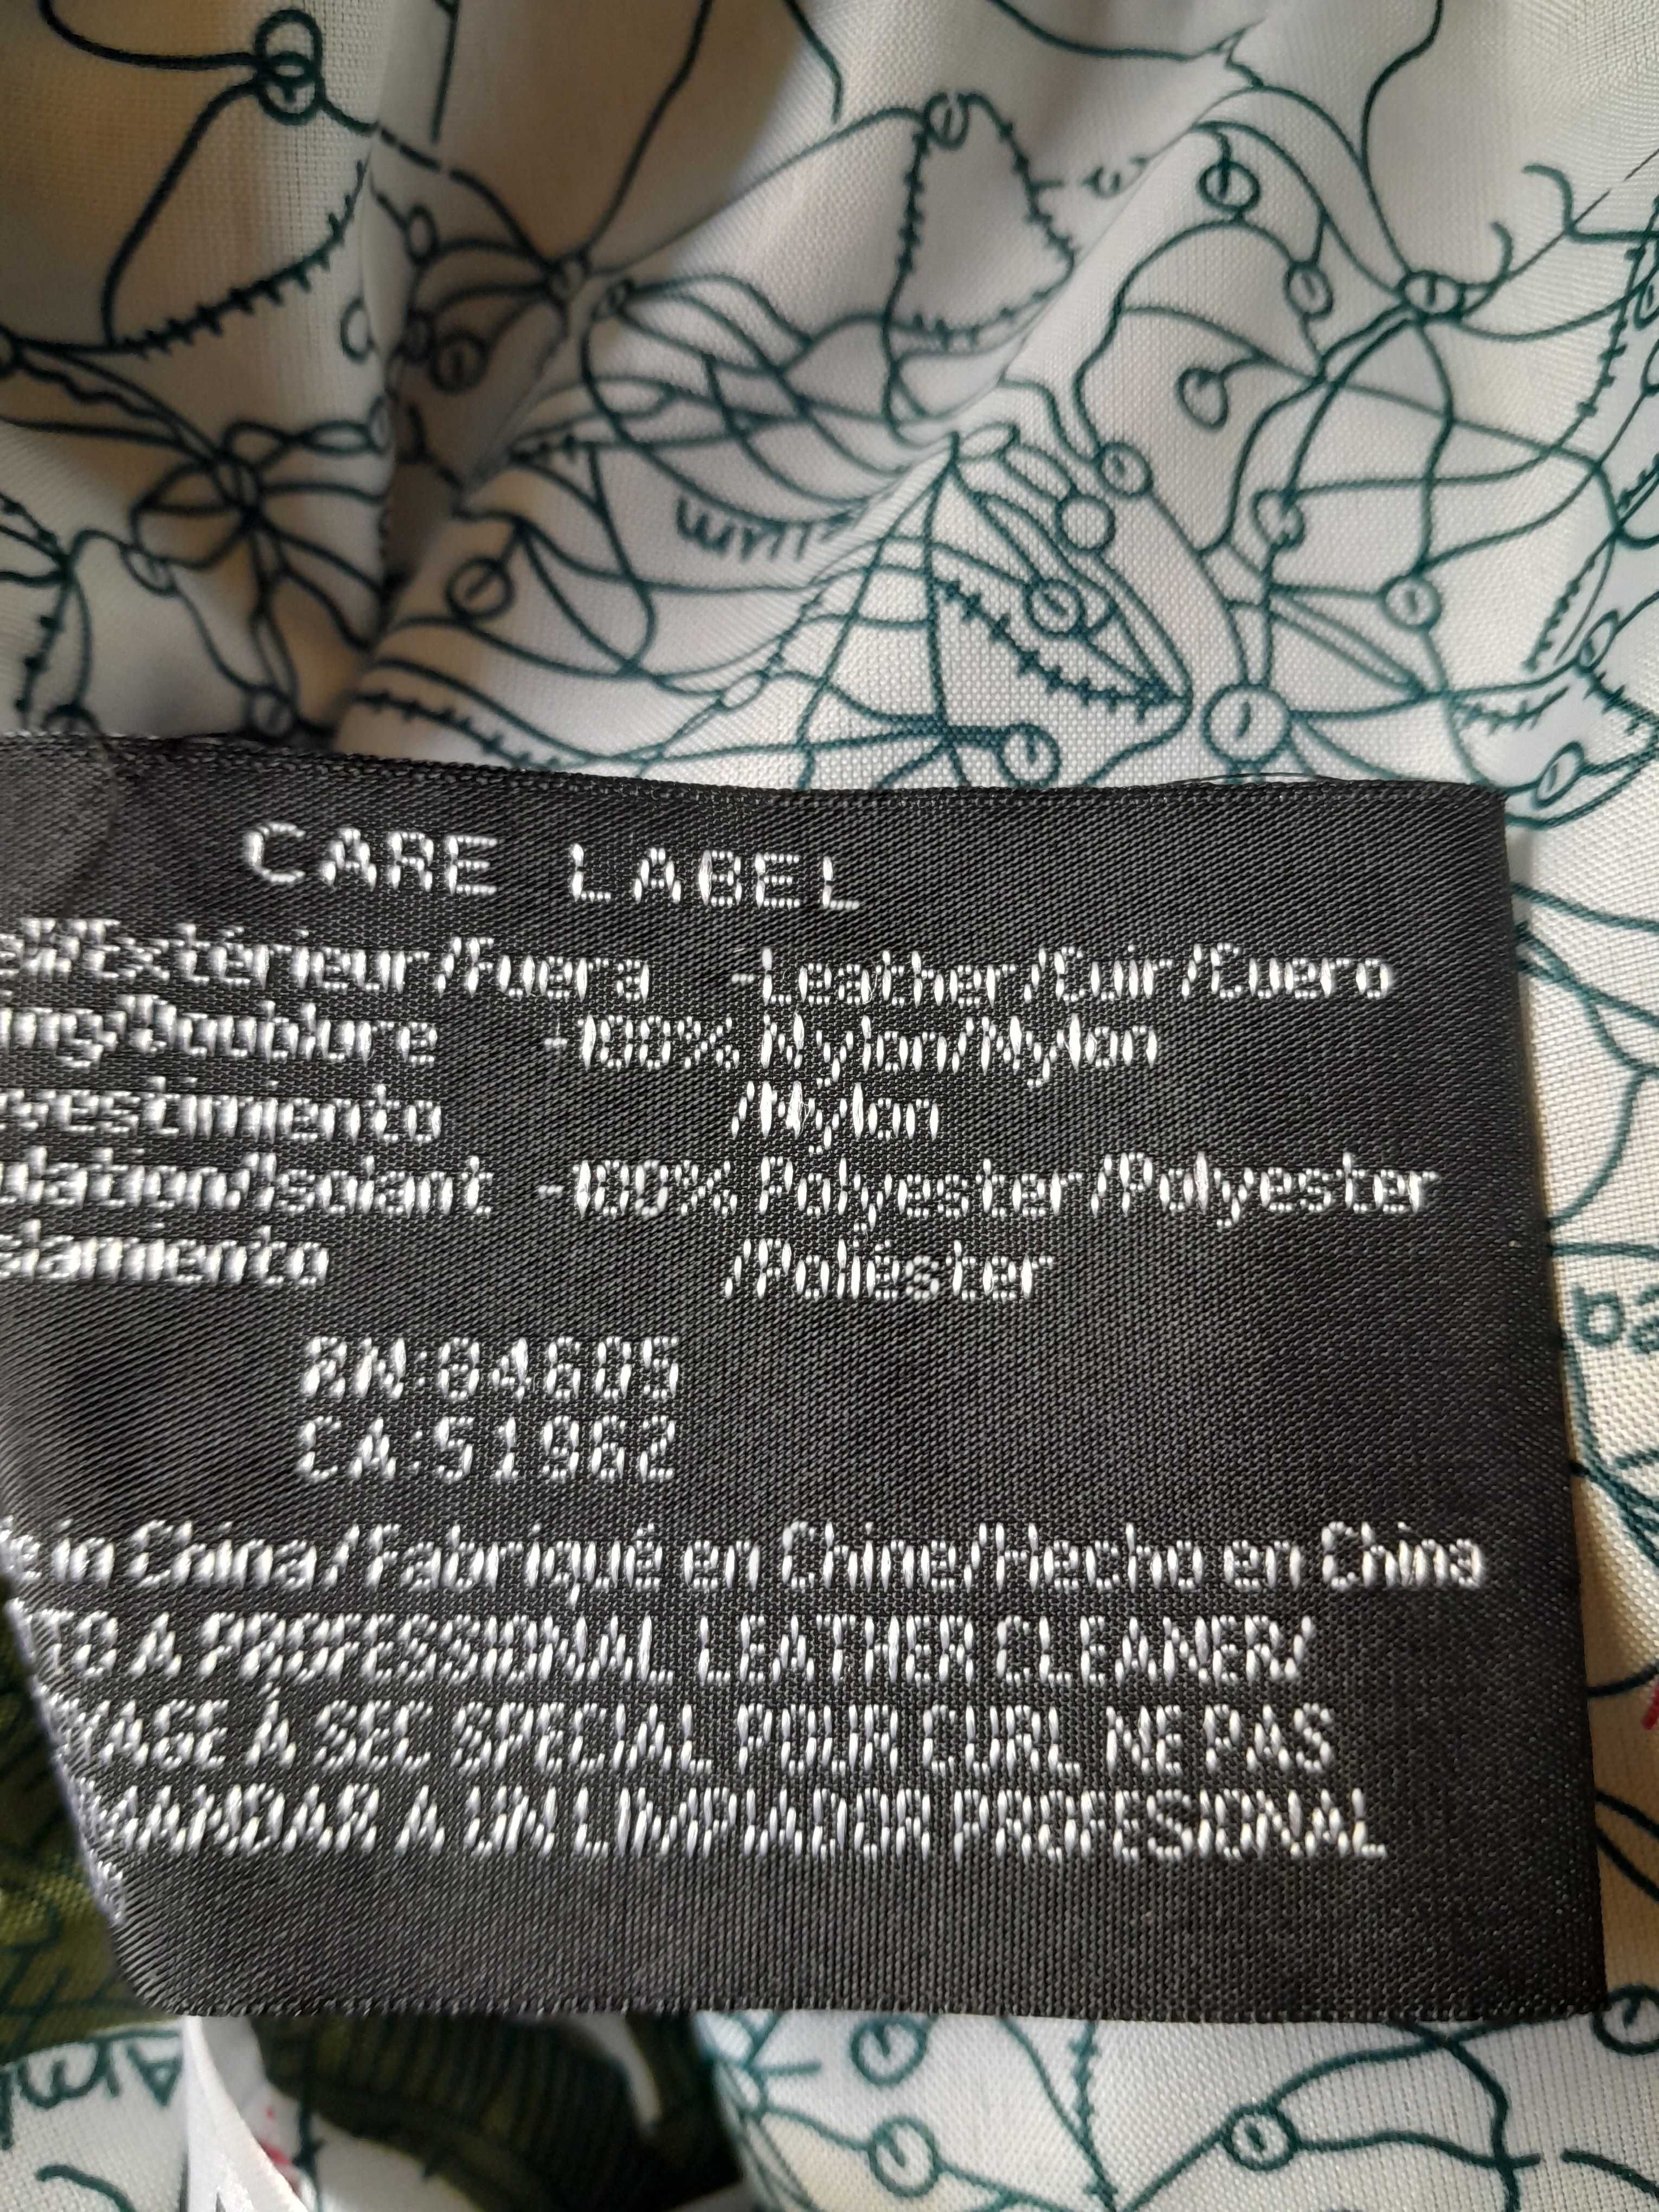 CARE LABEL
/Extérieur/Fuera -Leather/Cuir/Cuero
/Doublure -100% Nylon/Nylon
/Nylon
/Isolant -100% Polyester/Polyester
/Poliéster
RN:84605
CA:51962
in China/Fabriqué en Chine/Hecho en China
TO A PROFESSIONAL LEATHER CLEANER/
À SEC SPECIAL POUR CUIR. NE PAS
MANDAR A UN LIMPIADOR PROFESIONAL